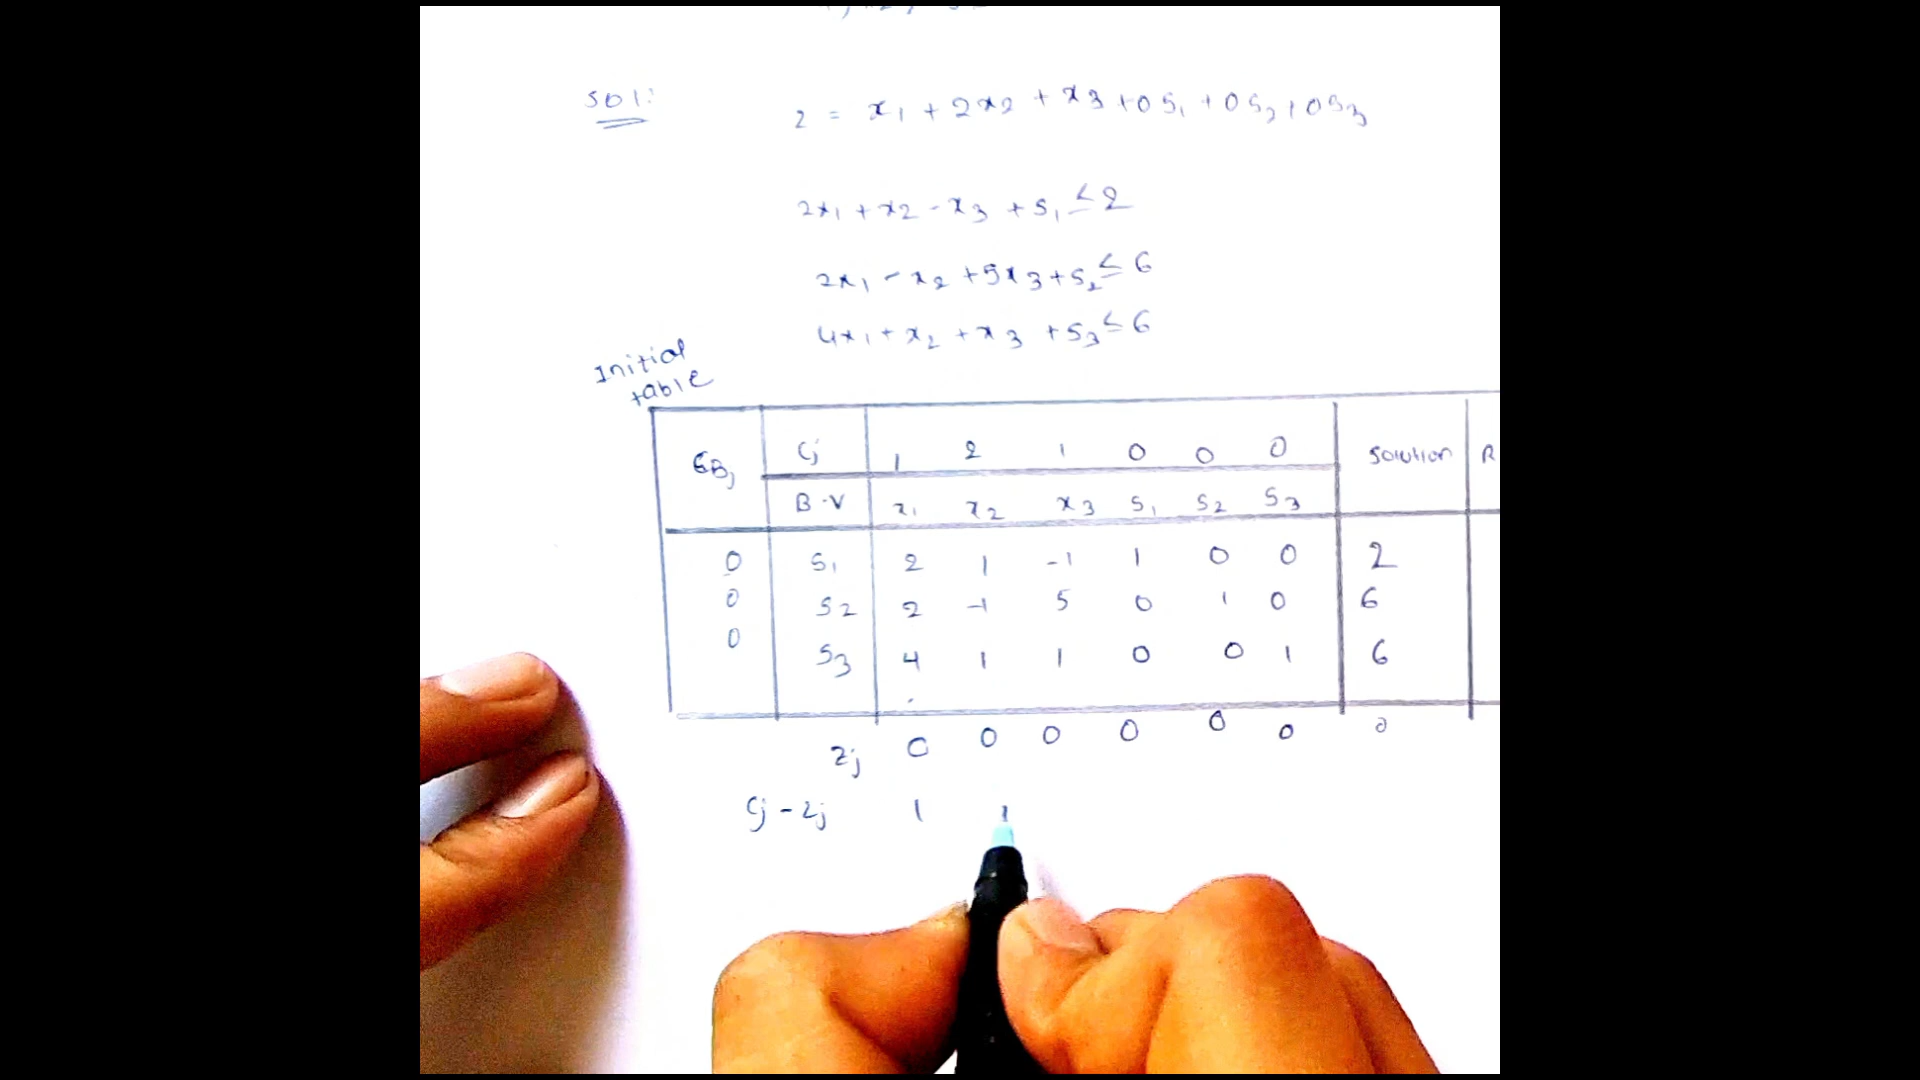 Sol:
Z = x1 + 2x2 + x3 + 0S1 + 0S2 + 0S3
2x1 + x2 - x3 + S1 ≤ 2
2x1 - x2 + 5x3 + S2 ≤ 6
4x1 + x2 + x3 + S3 ≤ 6
Initial
table
CBj Cj 1 2 1 0 0 0 Solution R
B.V x1 x2 x3 S1 S2 S3
0 S1 2 1 -1 1 0 0 2
0 S2 2 -1 5 0 1 0 6
0 S3 4 1 1 0 0 1 6
Zj 0 0 0 0 0 0 0
Cj - Zj 1 1